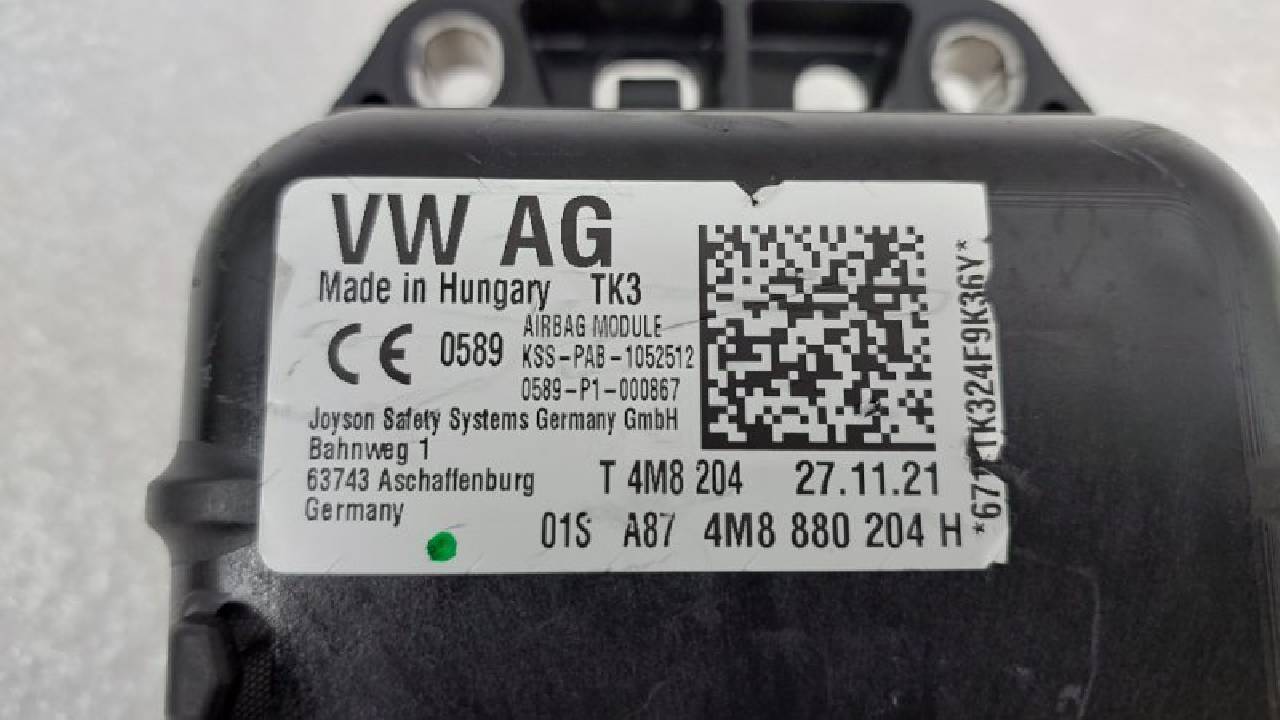 VW AG
Made in Hungary TK3
CE 0589
AIRBAG MODULE
KSS-PAB-1052512
0589-P1-000867
Joyson Safety Systems Germany GmbH
Bahnweg 1
63743 Aschaffenburg
Germany
T 4M8 204 27.11.21
01S A87 4M8 880 204 H